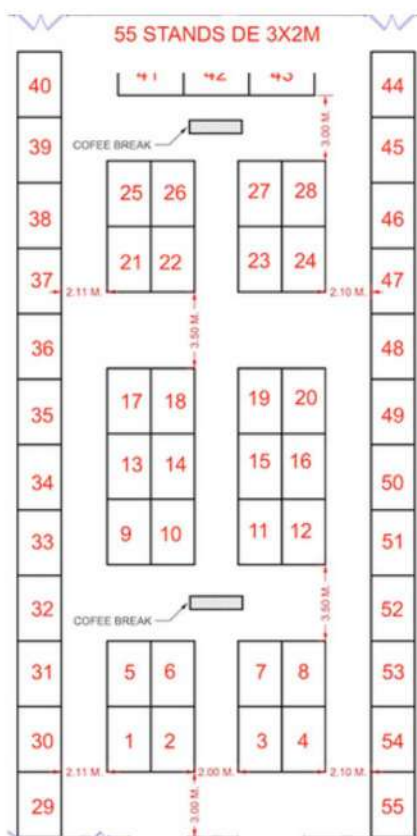 55 STANDS DE 3X2M
40 41 42 43 44
3.00 M.
39 COFEE BREAK 45
38 25 26 27 28 46
37 21 22 23 24 47
2.11 M. 2.10 M.
3.50 M.
36 48
35 17 18 19 20 49
34 13 14 15 16 50
33 9 10 11 12 51
3.50 M.
32 COFEE BREAK 52
31 5 6 7 8 53
30 1 2 3 4 54
2.11 M. 2.00 M. 2.10 M.
3.00 M.
29 55